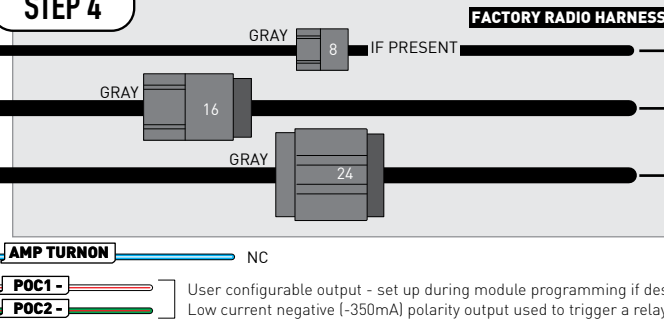 STEP 4
FACTORY RADIO HARNESS
GRAY
8
IF PRESENT
GRAY
16
GRAY
24
AMP TURNON
NC
POC1 -
User configurable output - set up during module programming if
POC2 -
Low current negative (-350mA) polarity output used to trigger a relay